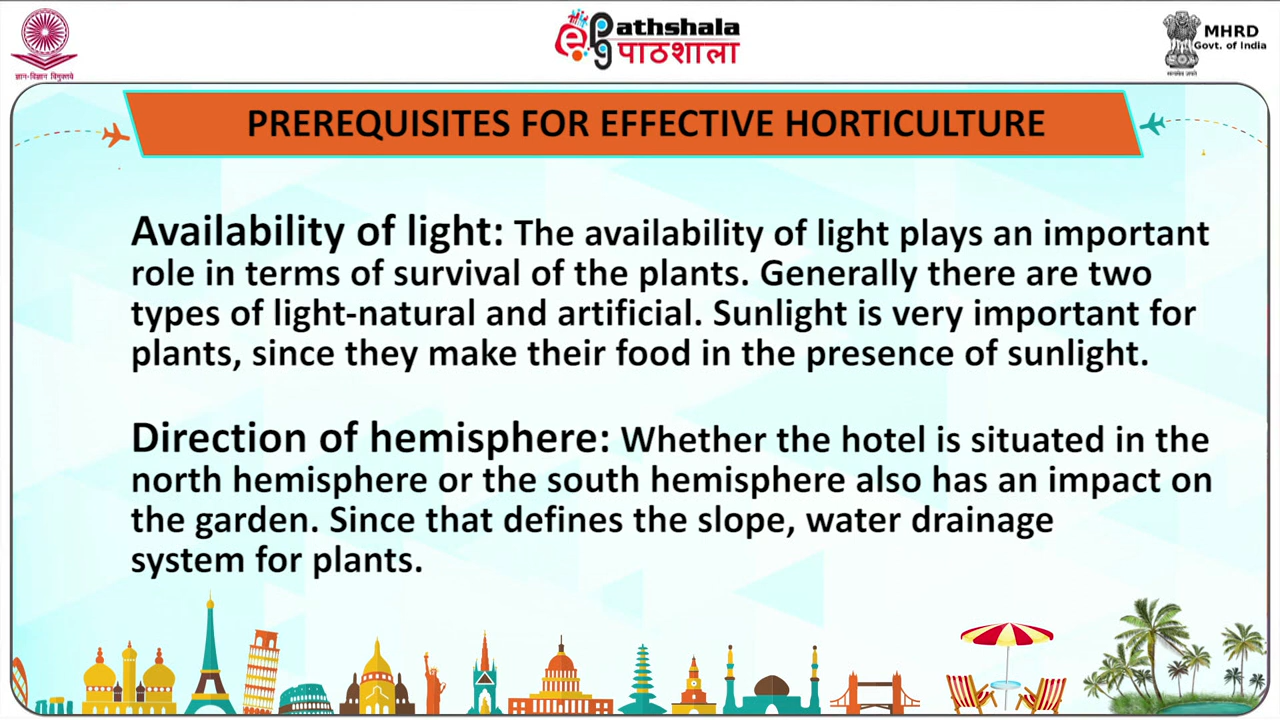 ज्ञान-विज्ञान विमुक्तये
ePathshala
पाठशाला
MHRD
Govt. of India
सत्यमेव जयते
PREREQUISITES FOR EFFECTIVE HORTICULTURE
Availability of light: The availability of light plays an important
role in terms of survival of the plants. Generally there are two
types of light-natural and artificial. Sunlight is very important for
plants, since they make their food in the presence of sunlight.
Direction of hemisphere: Whether the hotel is situated in the
north hemisphere or the south hemisphere also has an impact on
the garden. Since that defines the slope, water drainage
system for plants.